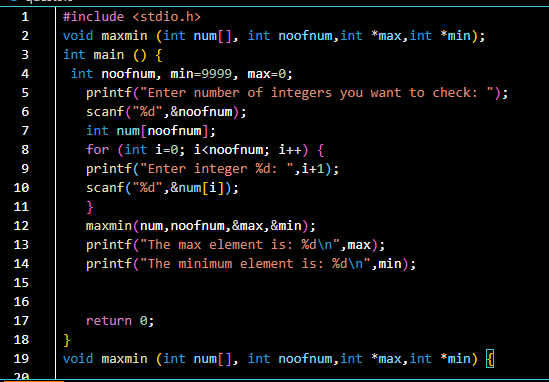 1 #include <stdio.h>
2 void maxmin (int num[], int noofnum,int *max,int *min);
3 int main () {
4 int noofnum, min=9999, max=0;
5 printf("Enter number of integers you want to check: ");
6 scanf("%d",&noofnum);
7 int num[noofnum];
8 for (int i=0; i<noofnum; i++) {
9 printf("Enter integer %d: ",i+1);
10 scanf("%d",&num[i]);
11 }
12 maxmin(num,noofnum,&max,&min);
13 printf("The max element is: %d\n",max);
14 printf("The minimum element is: %d\n",min);
15
16
17 return 0;
18 }
19 void maxmin (int num[], int noofnum,int *max,int *min) {
20